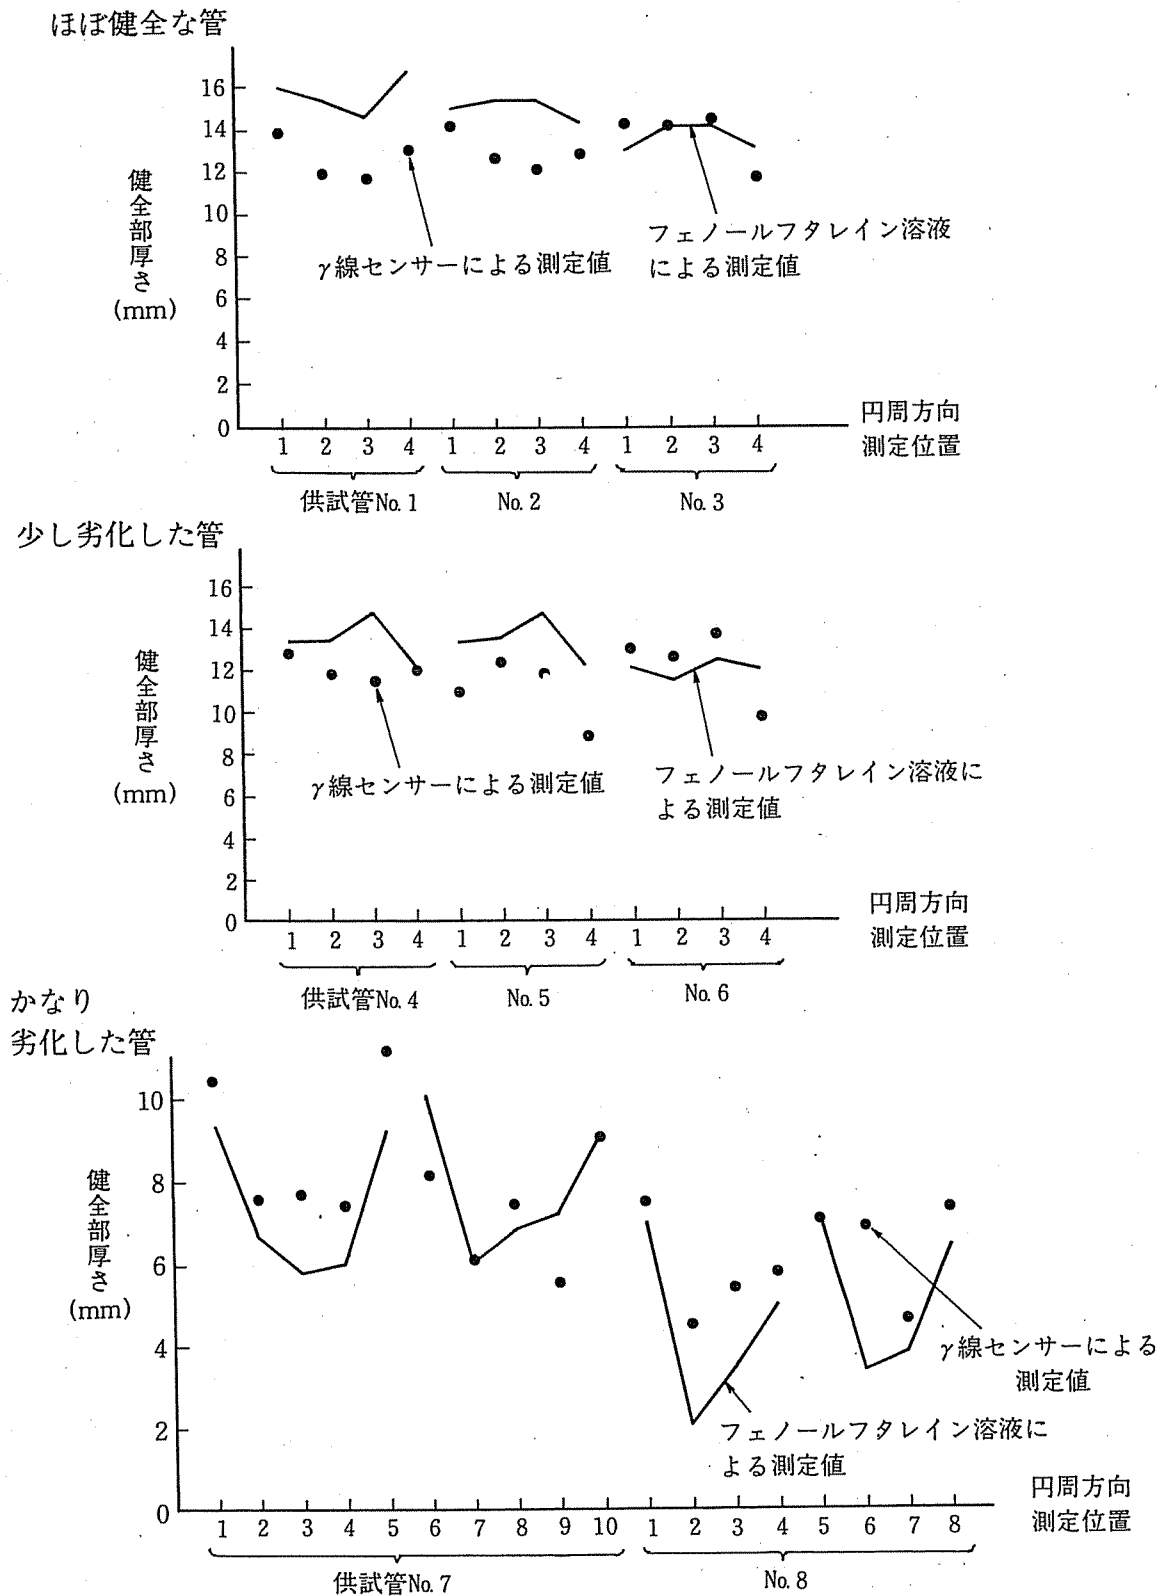 ほぼ健全な管
16
14
12
10
8
6
4
2
0
健全部厚さ
(mm)
γ線センサーによる測定値
フェノールフタレイン溶液
による測定値
1 2 3 4 1 2 3 4 1 2 3 4
円周方向
測定位置
供試管No.1 No.2 No.3
少し劣化した管
16
14
12
10
8
6
4
2
0
健全部厚さ
(mm)
γ線センサーによる測定値
フェノールフタレイン溶液に
よる測定値
1 2 3 4 1 2 3 4 1 2 3 4
円周方向
測定位置
供試管No.4 No.5 No.6
かなり
劣化した管
10
8
6
4
2
0
健全部厚さ
(mm)
γ線センサーによる
測定値
フェノールフタレイン溶液に
よる測定値
1 2 3 4 5 6 7 8 9 10 1 2 3 4 5 6 7 8
円周方向
測定位置
供試管No.7 No.8